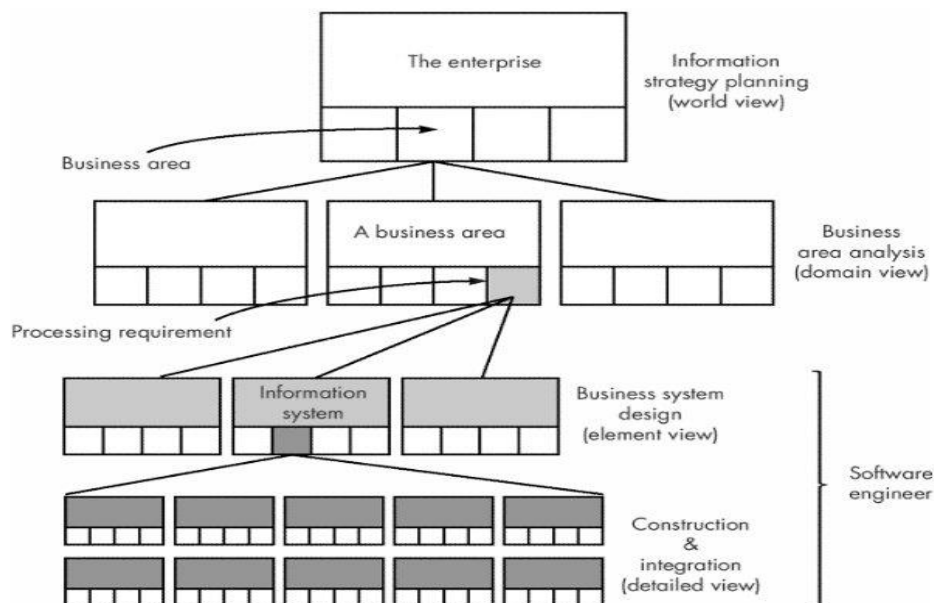 The enterprise
Information
strategy planning
(world view)
Business area
A business area
Business
area analysis
(domain view)
Processing requirement
Information
system
Business system
design
(element view)
Software
engineer
Construction
&
integration
(detailed view)